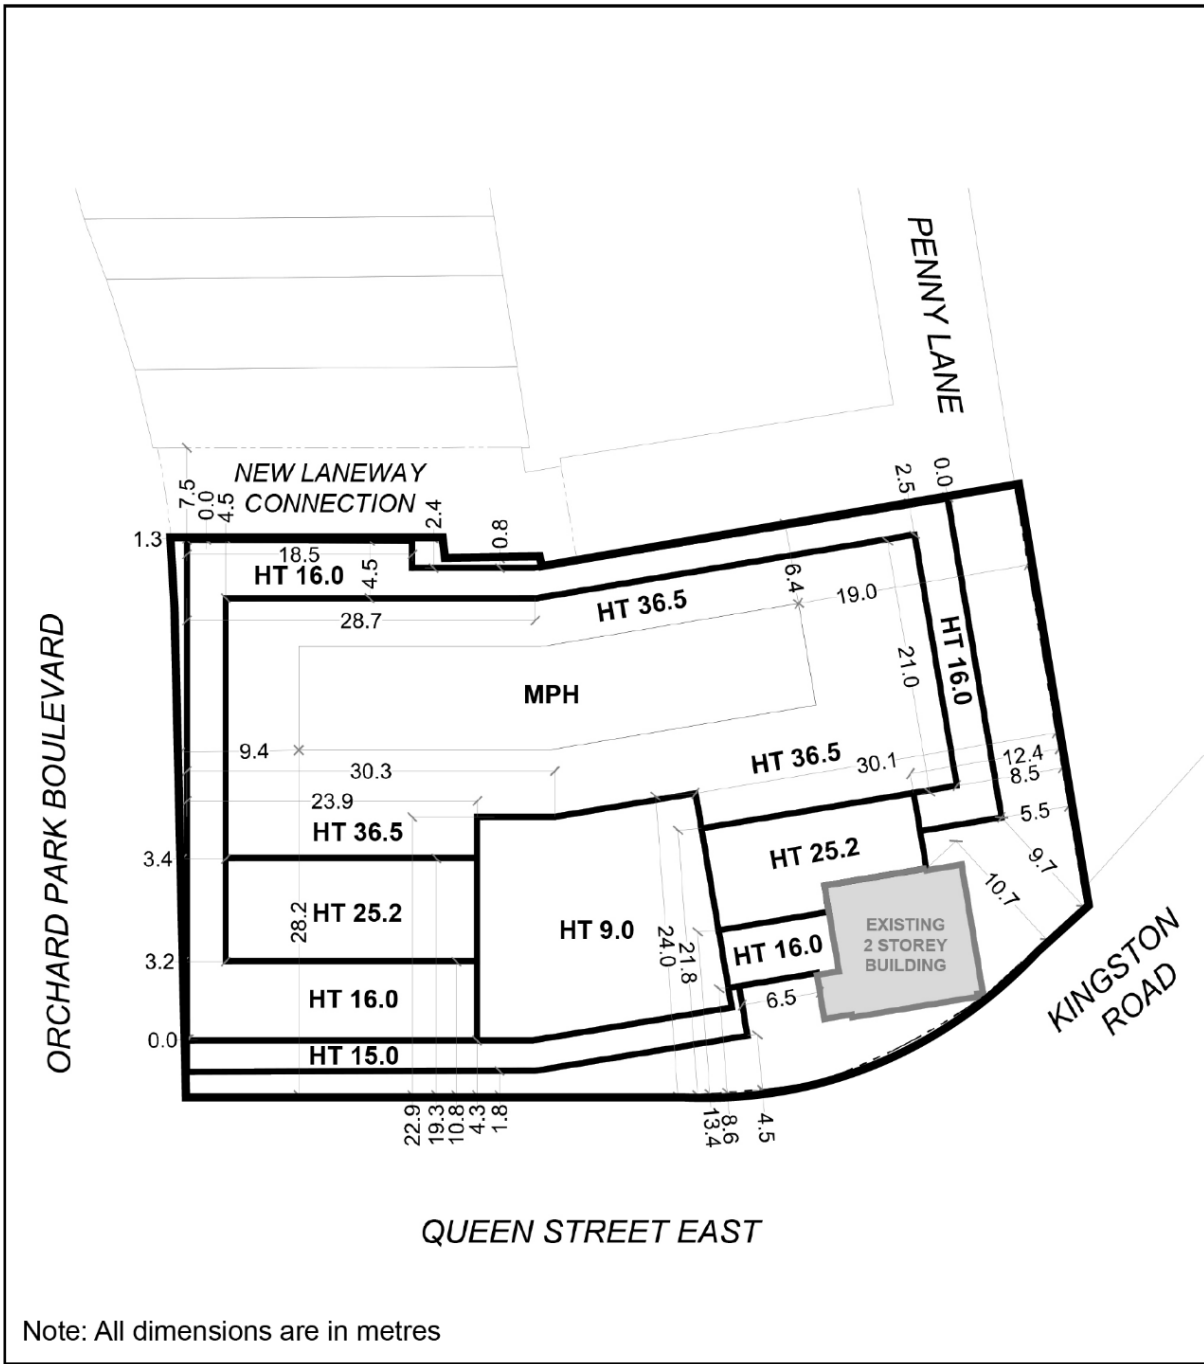 PENNY LANE
NEW LANEWAY
CONNECTION
7.5
0.0
4.5
2.4
0.8
2.5
0.0
1.3
18.5
HT 16.0
4.5
28.7
HT 36.5
6.4
19.0
HT 16.0
21.0
MPH
9.4
30.3
23.9
HT 36.5
HT 36.5
30.1
12.4
8.5
5.5
3.4
HT 25.2
HT 25.2
9.7
10.7
28.2
HT 9.0
24.0
21.8
HT 16.0
EXISTING
2 STOREY
BUILDING
3.2
HT 16.0
6.5
0.0
HT 15.0
22.9
19.3
10.8
4.3
1.8
13.4
8.6
4.5
ORCHARD PARK BOULEVARD
KINGSTON
ROAD
QUEEN STREET EAST
Note: All dimensions are in metres